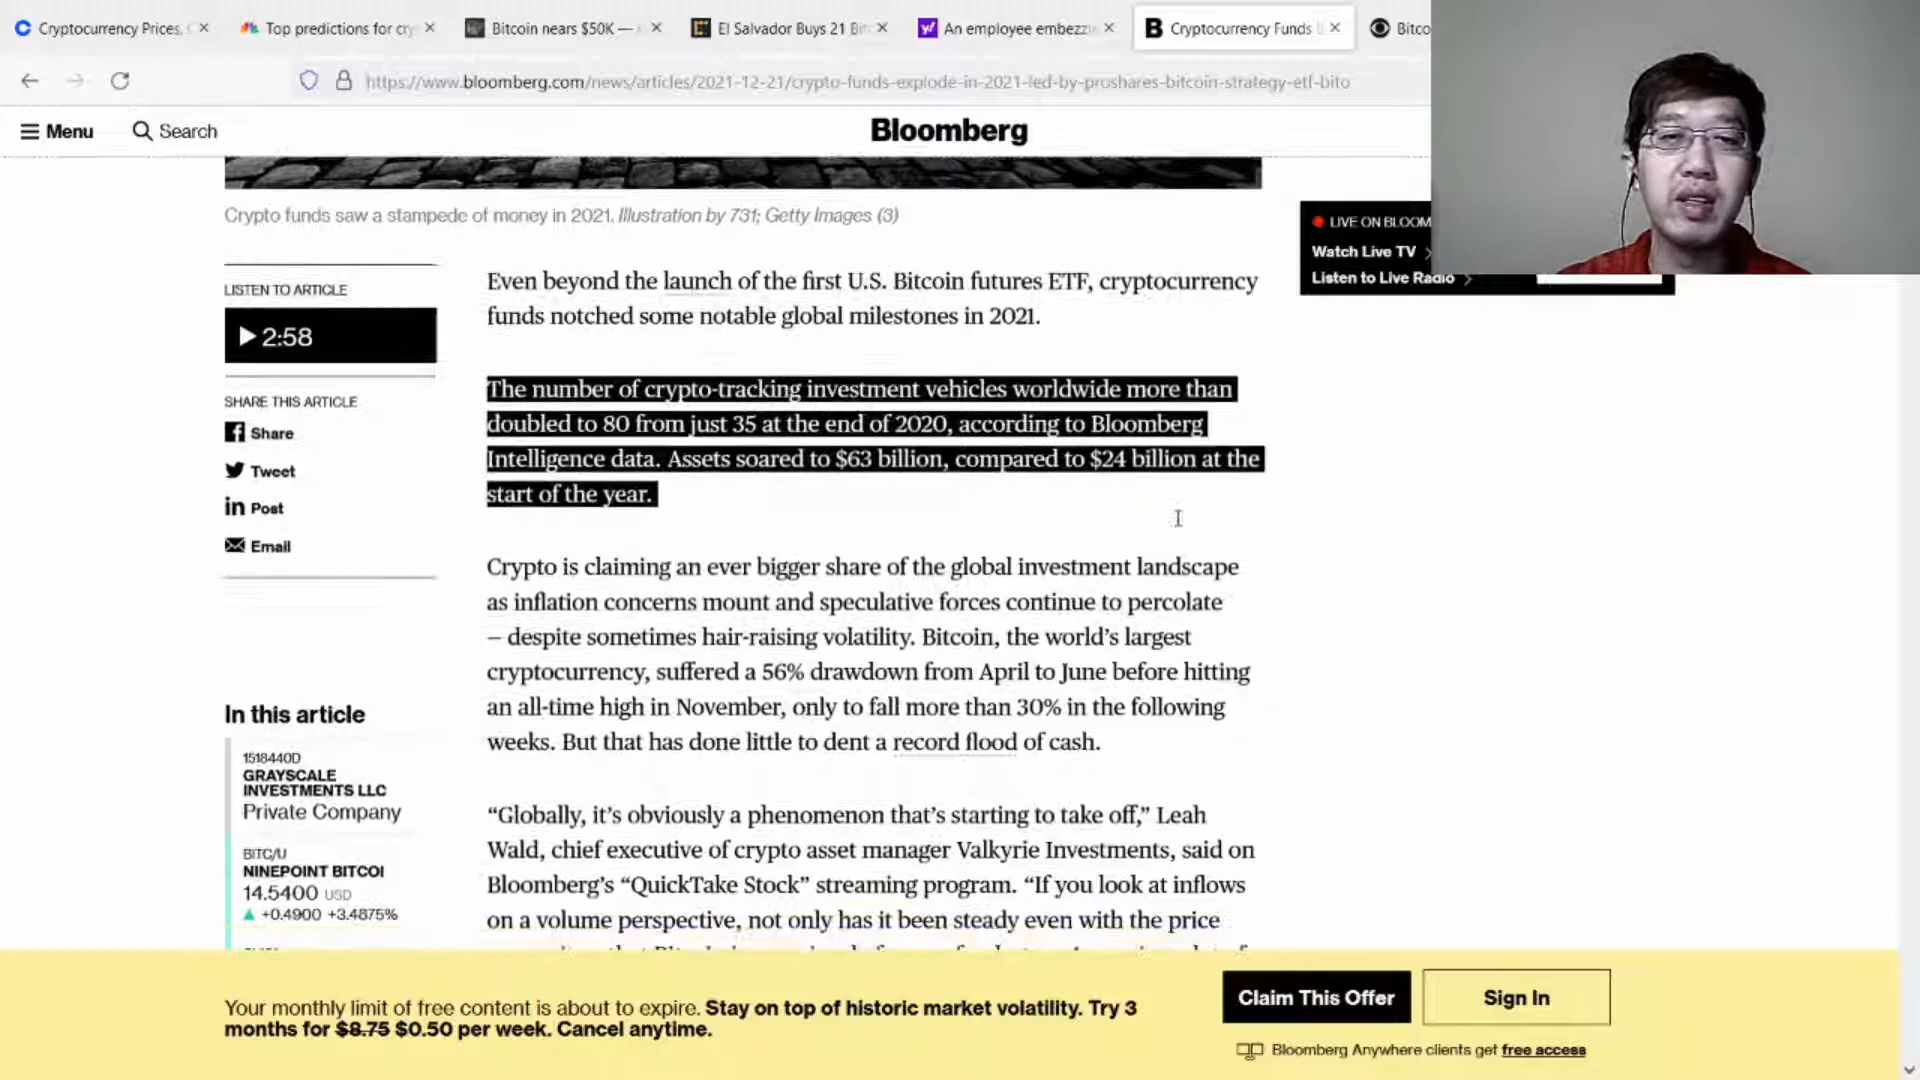 Cryptocurrency Prices,
Top predictions for cry
Bitcoin nears $50K —
El Salvador Buys 21 Bit
An employee embezzle
Cryptocurrency Funds
Bitco
https://www.bloomberg.com/news/articles/2021-12-21/crypto-funds-explode-in-2021-led-by-proshares-bitcoin-strategy-etf-bito
Menu
Search
Bloomberg
Crypto funds saw a stampede of money in 2021. Illustration by 731; Getty Images (3)
LISTEN TO ARTICLE
2:58
SHARE THIS ARTICLE
Share
Tweet
Post
Email
In this article
1518440D
GRAYSCALE
INVESTMENTS LLC
Private Company
BITC/U
NINEPOINT BITCOI
14.5400 USD
+0.4900 +3.4875%
Even beyond the launch of the first U.S. Bitcoin futures ETF, cryptocurrency
funds notched some notable global milestones in 2021.
The number of crypto-tracking investment vehicles worldwide more than
doubled to 80 from just 35 at the end of 2020, according to Bloomberg
Intelligence data. Assets soared to $63 billion, compared to $24 billion at the
start of the year.
Crypto is claiming an ever bigger share of the global investment landscape
as inflation concerns mount and speculative forces continue to percolate
– despite sometimes hair-raising volatility. Bitcoin, the world's largest
cryptocurrency, suffered a 56% drawdown from April to June before hitting
an all-time high in November, only to fall more than 30% in the following
weeks. But that has done little to dent a record flood of cash.
“Globally, it's obviously a phenomenon that's starting to take off,” Leah
Wald, chief executive of crypto asset manager Valkyrie Investments, said on
Bloomberg's “QuickTake Stock” streaming program. “If you look at inflows
on a volume perspective, not only has it been steady even with the price
LIVE ON BLOOM
Watch Live TV
Listen to Live Radio
Your monthly limit of free content is about to expire. Stay on top of historic market volatility. Try 3
months for $8.75 $0.50 per week. Cancel anytime.
Claim This Offer
Sign In
Bloomberg Anywhere clients get free access